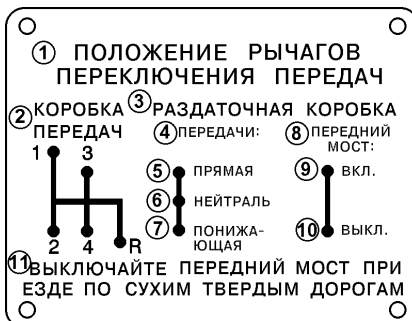 ① ПОЛОЖЕНИЕ РЫЧАГОВ
ПЕРЕКЛЮЧЕНИЯ ПЕРЕДАЧ
② КОРОБКА ПЕРЕДАЧ
1 3
2 4 R
③ РАЗДАТОЧНАЯ КОРОБКА
④ ПЕРЕДАЧИ:
⑤ ПРЯМАЯ
⑥ НЕЙТРАЛЬ
⑦ ПОНИЖА-
ЮЩАЯ
⑧ ПЕРЕДНИЙ
МОСТ:
⑨ ВКЛ.
⑩ ВЫКЛ.
⑪ ВЫКЛЮЧАЙТЕ ПЕРЕДНИЙ МОСТ ПРИ
ЕЗДЕ ПО СУХИМ ТВЕРДЫМ ДОРОГАМ